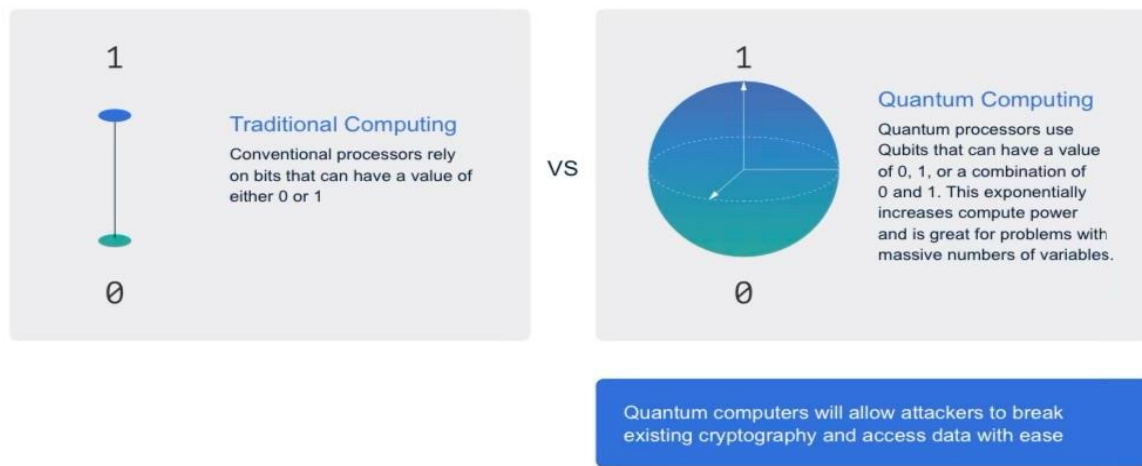 1
Traditional Computing
Conventional processors rely
on bits that can have a value of
either 0 or 1
0
VS
1
Quantum Computing
Quantum processors use
Qubits that can have a value
of 0, 1, or a combination of
0 and 1. This exponentially
increases compute power
and is great for problems with
massive numbers of variables.
0
Quantum computers will allow attackers to break
existing cryptography and access data with ease